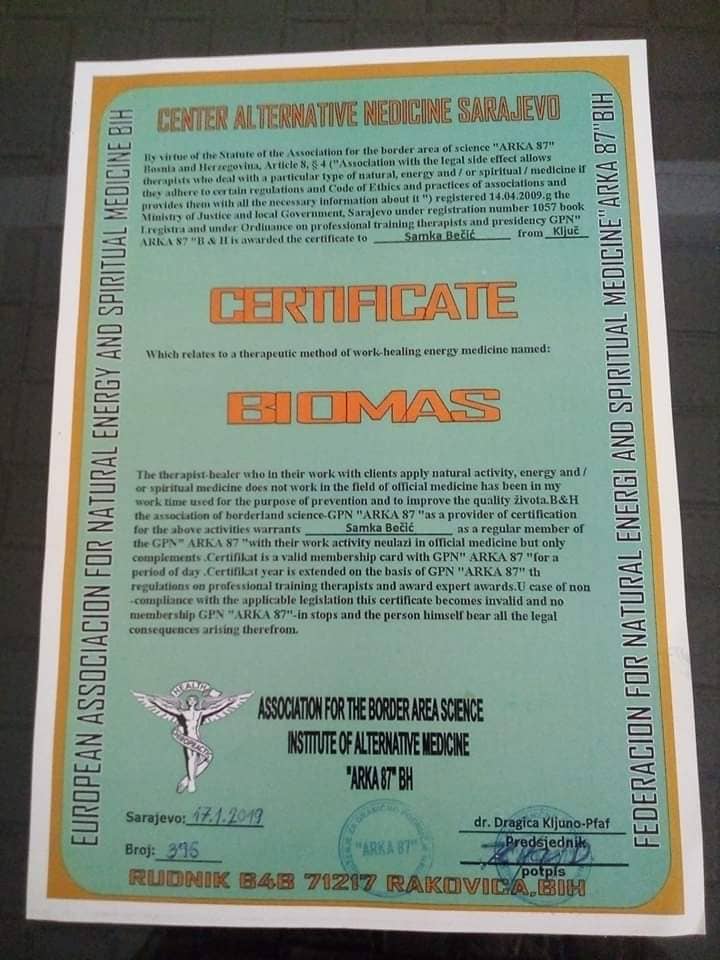 CENTER ALTERNATIVE NEDICINE SARAJEVO
By virtue of the Statute of the Association for the border area of science "ARKA 87"
Bosnia and Herzegovina, Article 8, § 4 ("Association with the legal side effect allows
therapists who deal with a particular type of natural, energy and / or spiritual / medicine if
they adhere to certain regulations and Code of Ethics and practices of associations and
provides them with all the necessary information about it ") registered 14.04.2009.g the
Ministry of Justice and local Government, Sarajevo under registration number 1057 book
I.registra and under Ordinance on professional training therapists and presidency GPN"
ARKA 87 "B & H is awarded the certificate to Samka Bečić from Ključ
CERTIFICATE
Which relates to a therapeutic method of work-healing energy medicine named:
BIOMAS
The therapist-healer who in their work with clients apply natural activity, energy and /
or spiritual medicine does not work in the field of official medicine has been in my
work time used for the purpose of prevention and to improve the quality života.B&H
the association of borderland science-GPN "ARKA 87 "as a provider of certification
for the above activities warrants Samka Bečić as a regular member of
the GPN" ARKA 87 "with their work activity neulazi in official medicine but only
complements .Certifikat is a valid membership card with GPN" ARKA 87 "for a
period of day .Certifikat year is extended on the basis of GPN "ARKA 87" th
regulations on professional training therapists and award expert awards.U case of non
-compliance with the applicable legislation this certificate becomes invalid and no
membership GPN "ARKA 87"-in stops and the person himself bear all the legal
consequences arising therefrom.
EUROPEAN ASSOCIACION FOR NATURAL ENERGY AND SPIRITUAL MEDICINE BIH
FEDERACION FOR NATURAL ENERGI AND SPIRITUAL MEDICINE"ARKA 87"BIH
HEALTH
CHIROPRACTIC
ASSOCIATION FOR THE BORDER AREA SCIENCE
INSTITUTE OF ALTERNATIVE MEDICINE
"ARKA 87" BH
Sarajevo: 17.1.2019
Broj: 396
"ARKA 87"
dr. Dragica Kljuno-Pfaf
Predsjednik
potpis
RUDNIK B4B 71217 RAKOVICA,BIH